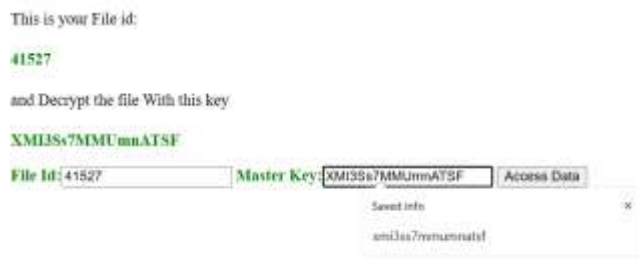 This is your File id:
41527
and Decrypt the file With this key
XMI3Ss7MMUmnATSF
File Id: 41527 Master Key: XMI3Ss7MMUmnATSF Access Data
Saved info ×
xmi3ss7mmumnatsf